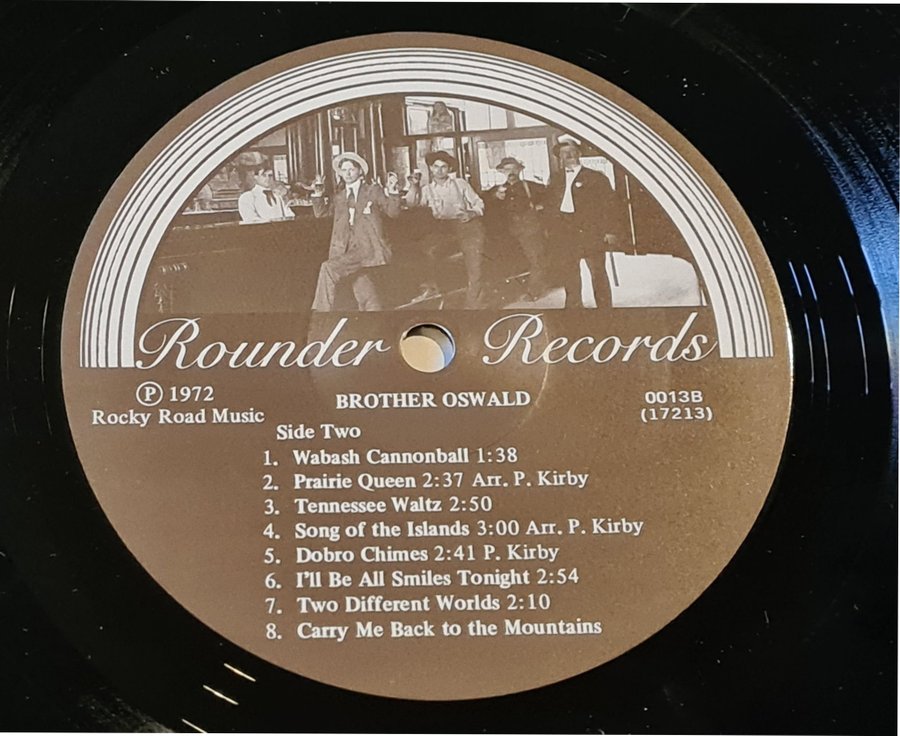 Rounder Records
Ⓟ 1972
Rocky Road Music
BROTHER OSWALD
0013B
(17213)
Side Two
1. Wabash Cannonball 1:38
2. Prairie Queen 2:37 Arr. P. Kirby
3. Tennessee Waltz 2:50
4. Song of the Islands 3:00 Arr. P. Kirby
5. Dobro Chimes 2:41 P. Kirby
6. I'll Be All Smiles Tonight 2:54
7. Two Different Worlds 2:10
8. Carry Me Back to the Mountains